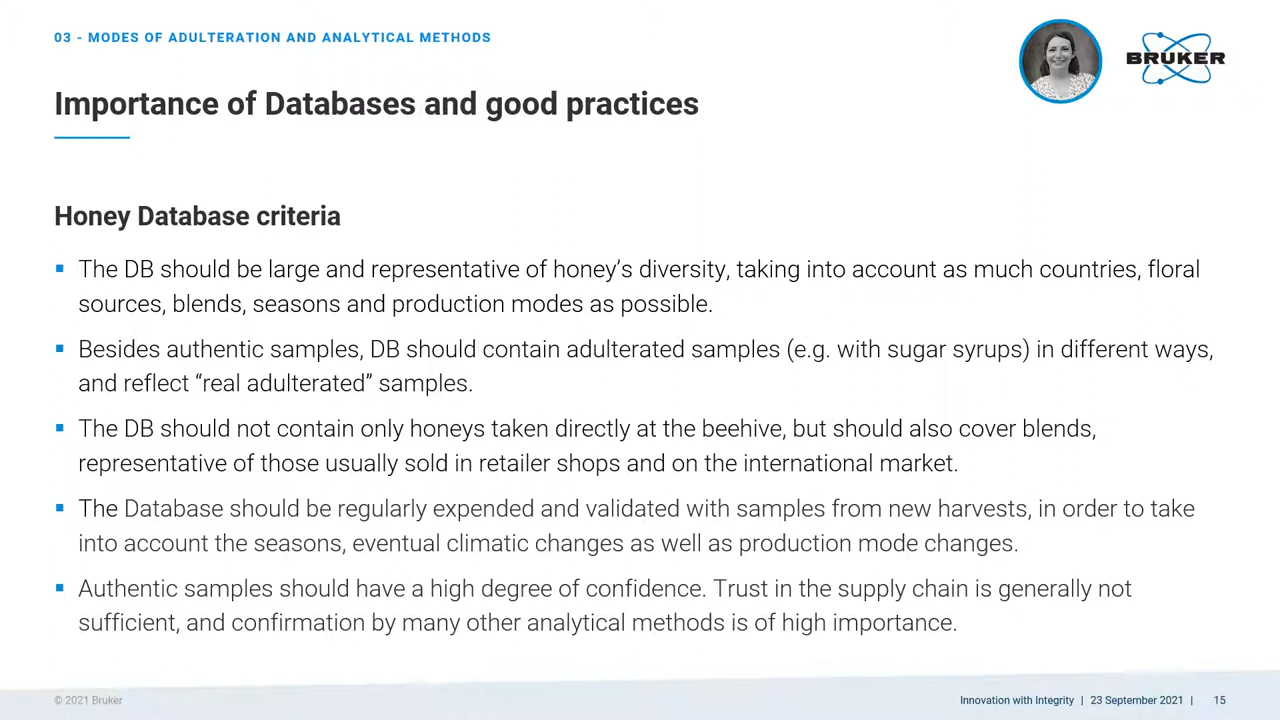 03 - MODES OF ADULTERATION AND ANALYTICAL METHODS
BRUKER
Importance of Databases and good practices
Honey Database criteria
▪ The DB should be large and representative of honey’s diversity, taking into account as much countries, floral
sources, blends, seasons and production modes as possible.
▪ Besides authentic samples, DB should contain adulterated samples (e.g. with sugar syrups) in different ways,
and reflect “real adulterated” samples.
▪ The DB should not contain only honeys taken directly at the beehive, but should also cover blends,
representative of those usually sold in retailer shops and on the international market.
▪ The Database should be regularly expended and validated with samples from new harvests, in order to take
into account the seasons, eventual climatic changes as well as production mode changes.
▪ Authentic samples should have a high degree of confidence. Trust in the supply chain is generally not
sufficient, and confirmation by many other analytical methods is of high importance.
© 2021 Bruker
Innovation with Integrity | 23 September 2021 | 15